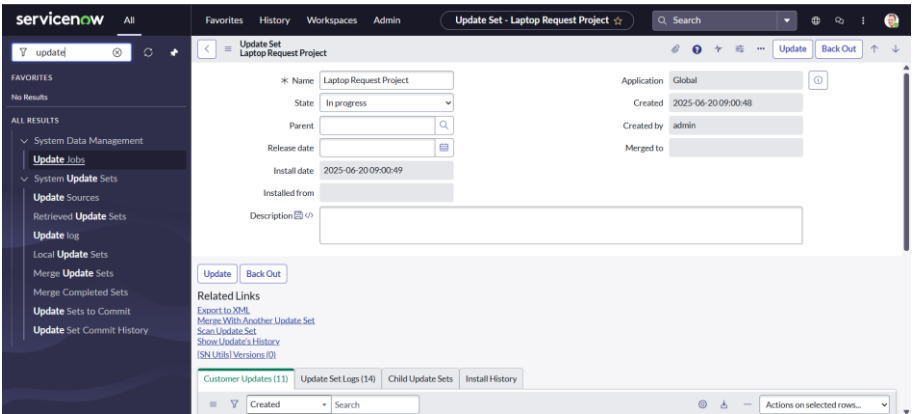 servicenow All Favorites History Workspaces Admin Update Set - Laptop Request Project Search
update
Update Set
Laptop Request Project
Update Back Out
FAVORITES
No Results
ALL RESULTS
System Data Management
Update Jobs
System Update Sets
Update Sources
Retrieved Update Sets
Update log
Local Update Sets
Merge Update Sets
Merge Completed Sets
Update Sets to Commit
Update Set Commit History
Name Laptop Request Project
State In progress
Parent
Release date
Install date 2025-06-20 09:00:49
Installed from
Description
Application Global
Created 2025-06-20 09:00:48
Created by admin
Merged to
Update Back Out
Related Links
Export to XML
Merge With Another Update Set
Scan Update Set
Show Update's History
[SN Utils] Versions (0)
Customer Updates (11) Update Set Logs (14) Child Update Sets Install History
Created Search Actions on selected rows...